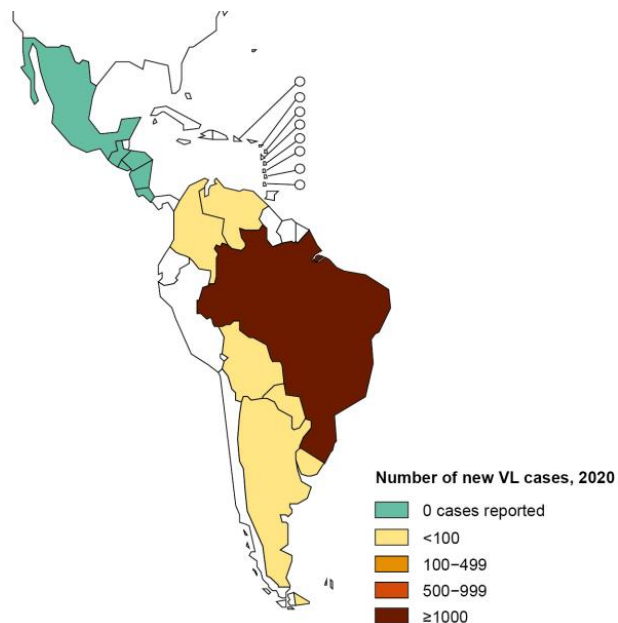 Number of new VL cases, 2020
0 cases reported
<100
100–499
500–999
≥1000